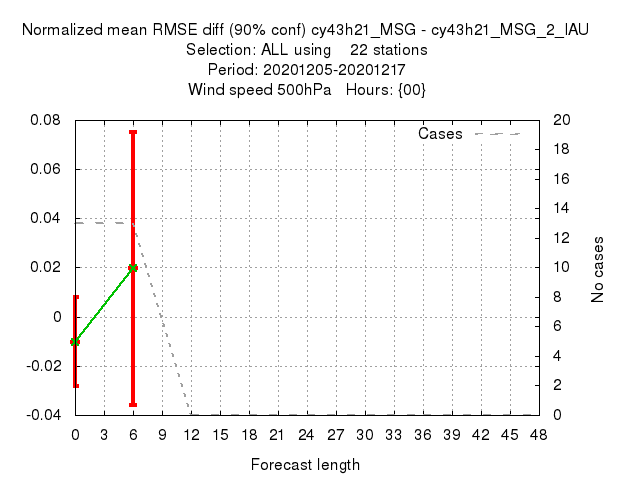 Normalized mean RMSE diff (90% conf) cy43h21_MSG - cy43h21_MSG_2_IAU
Selection: ALL using    22 stations
Period: 20201205-20201217
Wind speed 500hPa   Hours: {00}
Cases
0.08
0.06
0.04
0.02
0
-0.02
-0.04
20
18
16
14
12
10
8
6
4
2
0
No cases
0 3 6 9 12 15 18 21 24 27 30 33 36 39 42 45 48
Forecast length